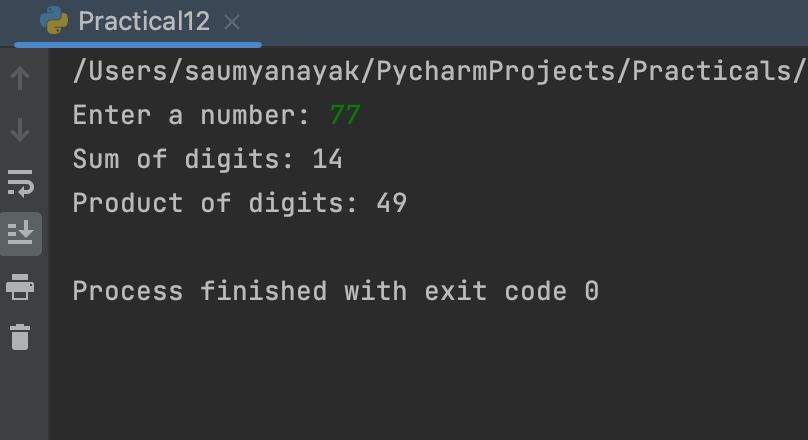 Practical12
/Users/saumyanayak/PycharmProjects/Practicals/
Enter a number: 77
Sum of digits: 14
Product of digits: 49
Process finished with exit code 0